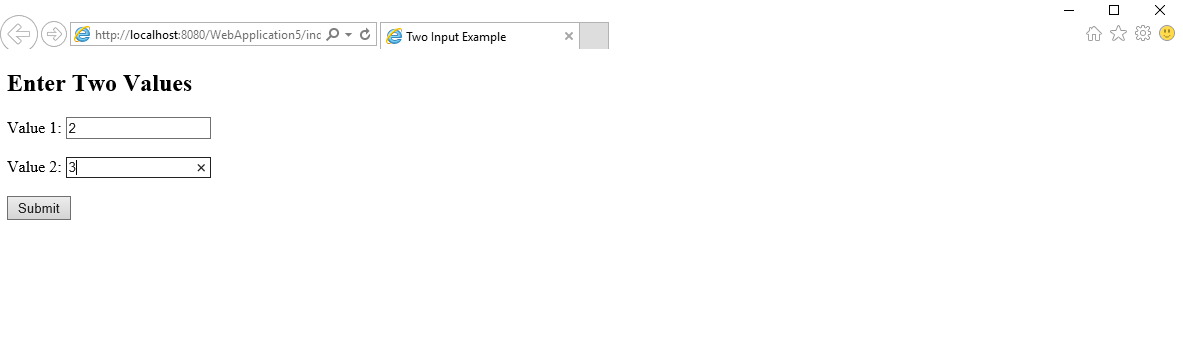 http://localhost:8080/WebApplication5/inc
Two Input Example
Enter Two Values
Value 1: 2
Value 2: 3
Submit